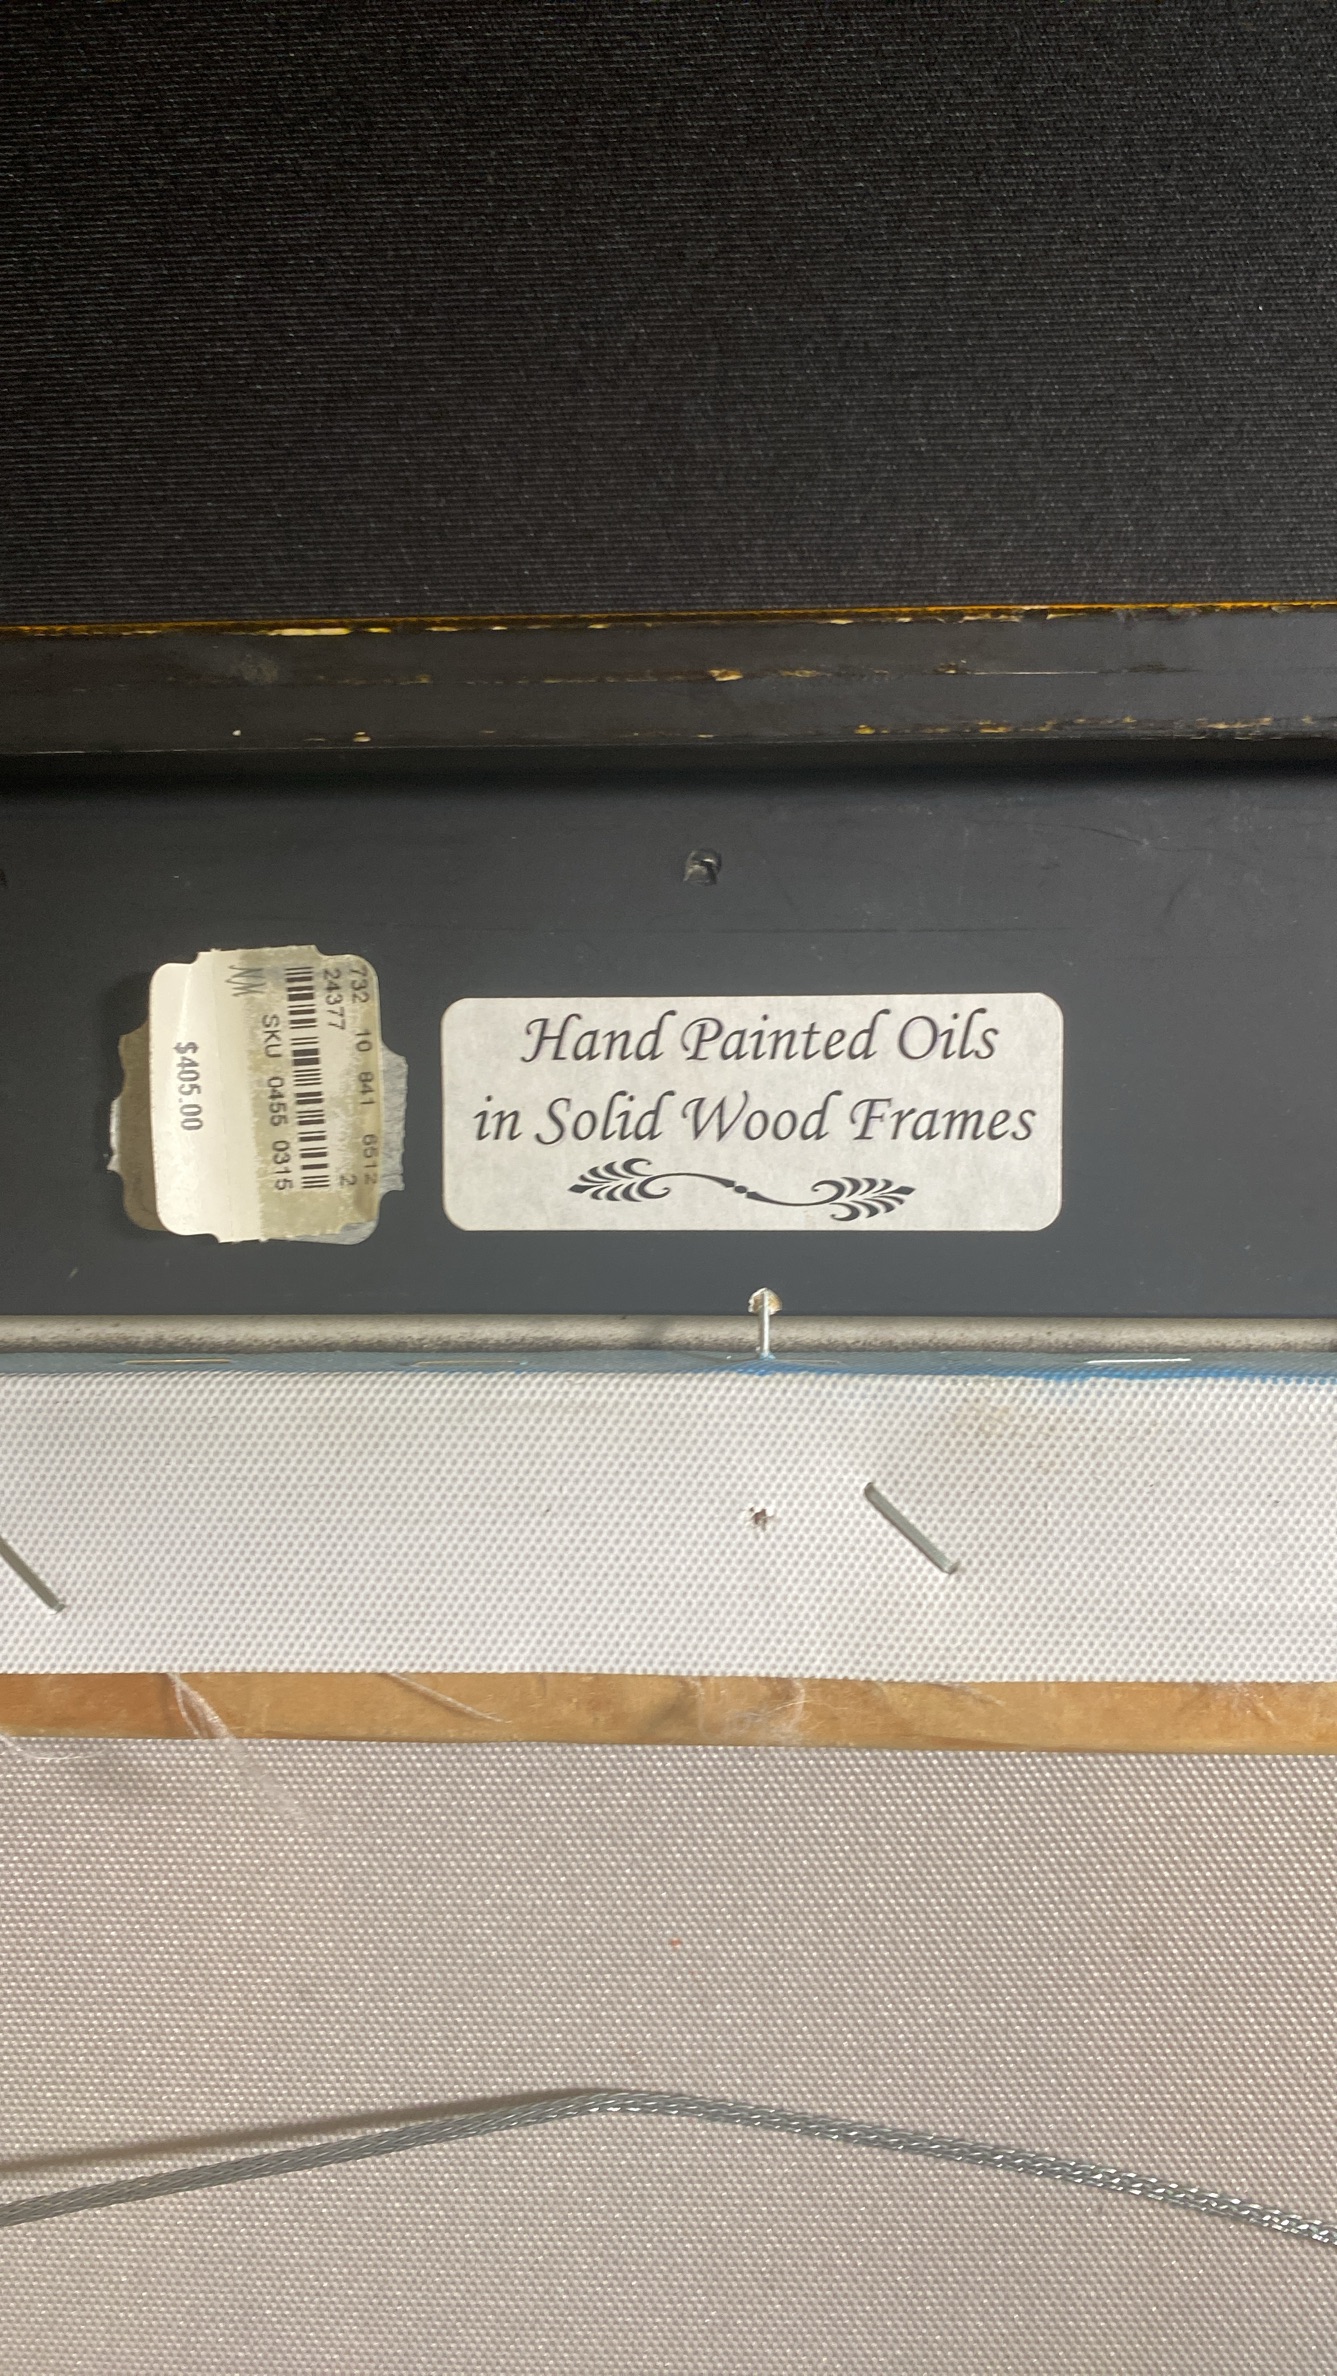 732 10 841 6512
24377 2
SKU 0455 0315
$405.00
Hand Painted Oils
in Solid Wood Frames